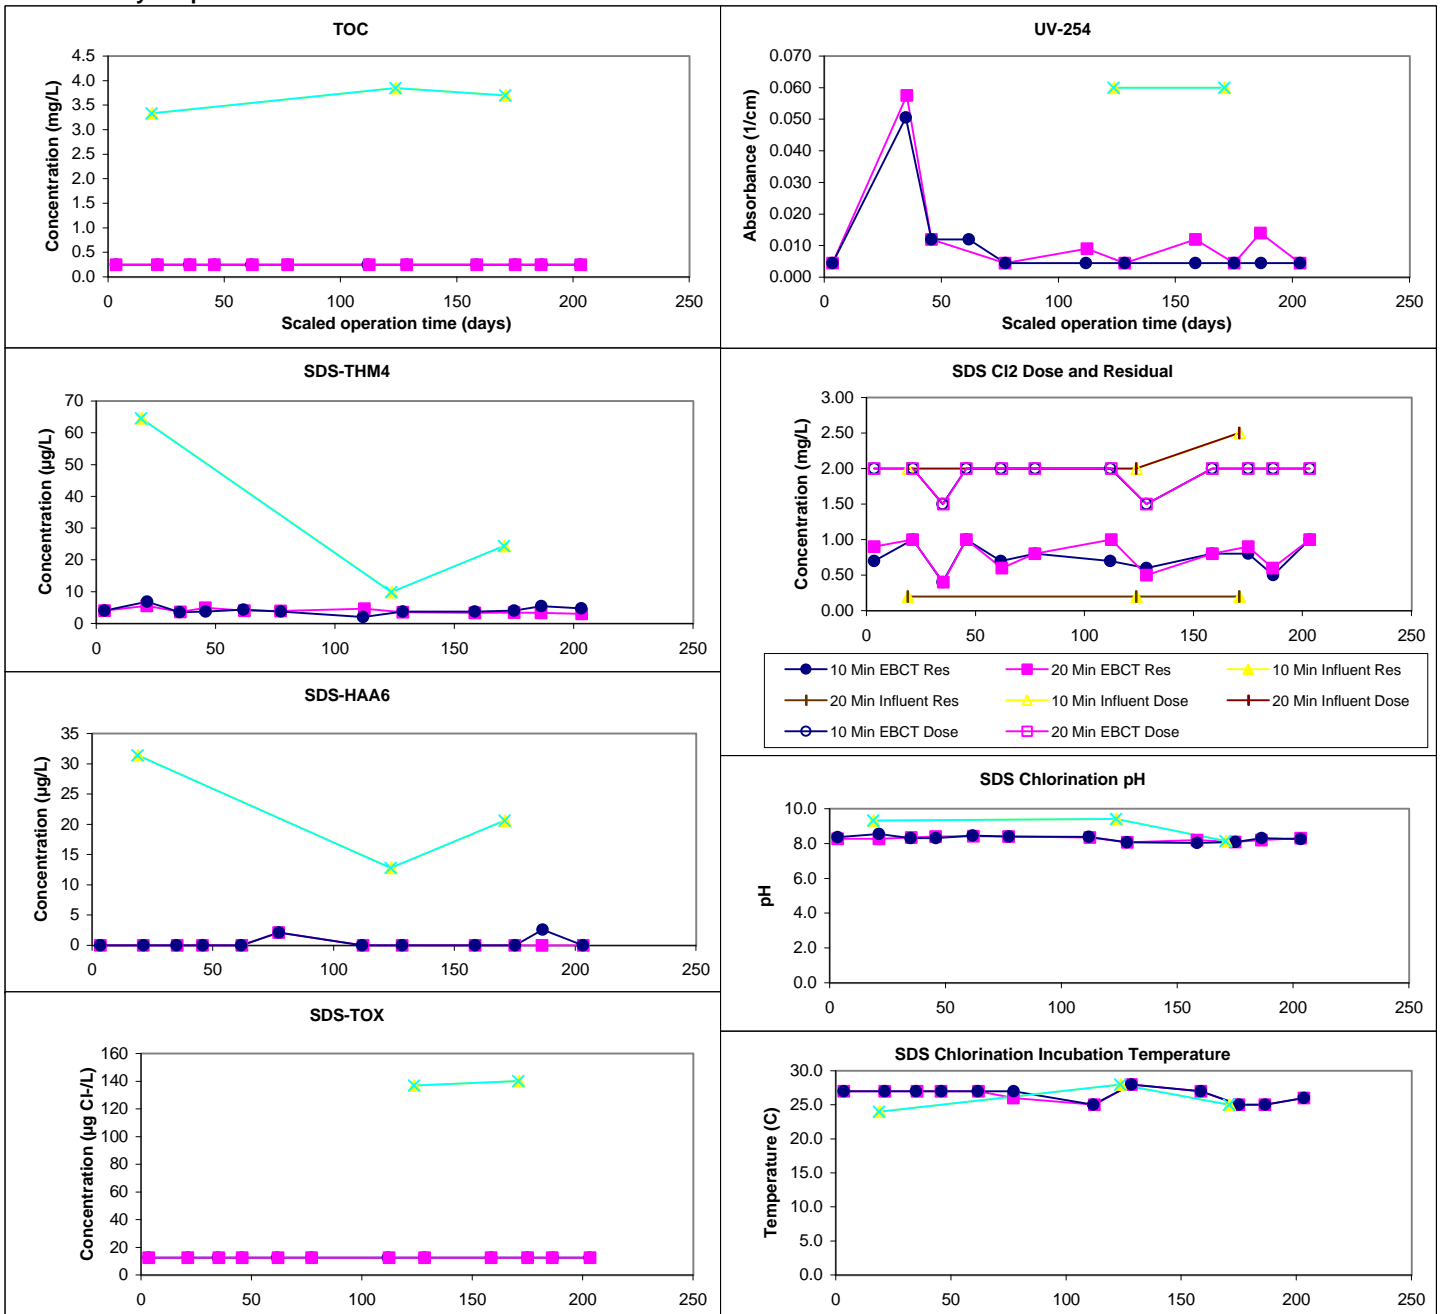 TOC
4.5
4.0
3.5
3.0
2.5
2.0
1.5
1.0
0.5
0.0
Concentration (mg/L)
0 50 100 150 200 250
Scaled operation time (days)
UV-254
0.070
0.060
0.050
0.040
0.030
0.020
0.010
0.000
Absorbance (1/cm)
0 50 100 150 200 250
Scaled operation time (days)
SDS-THM4
70
60
50
40
30
20
10
0
Concentration (µg/L)
0 50 100 150 200 250
SDS Cl2 Dose and Residual
3.00
2.50
2.00
1.50
1.00
0.50
0.00
Concentration (mg/L)
0 50 100 150 200 250
10 Min EBCT Res 20 Min EBCT Res 10 Min Influent Res
20 Min Influent Res 10 Min Influent Dose 20 Min Influent Dose
10 Min EBCT Dose 20 Min EBCT Dose
SDS-HAA6
35
30
25
20
15
10
5
0
Concentration (µg/L)
0 50 100 150 200 250
SDS Chlorination pH
10.0
8.0
6.0
4.0
2.0
0.0
pH
0 50 100 150 200 250
SDS-TOX
160
140
120
100
80
60
40
20
0
Concentration (µg Cl-/L)
0 50 100 150 200 250
SDS Chlorination Incubation Temperature
30.0
25.0
20.0
15.0
10.0
5.0
0.0
Temperature (C)
0 50 100 150 200 250